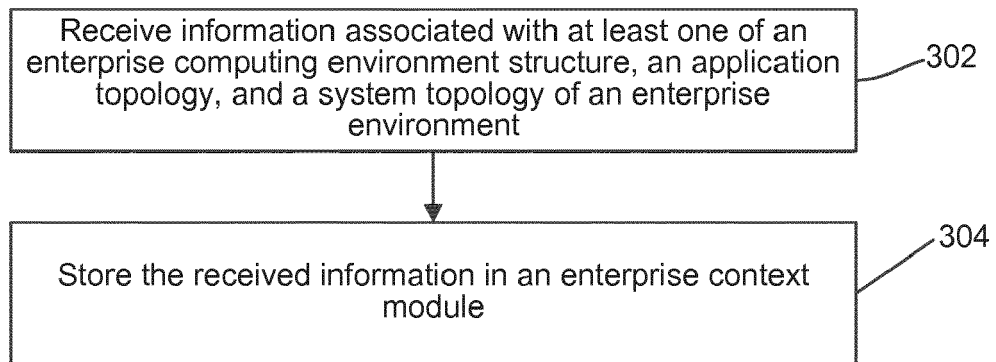 Receive information associated with at least one of an
enterprise computing environment structure, an application
topology, and a system topology of an enterprise
environment
302
Store the received information in an enterprise context
module
304